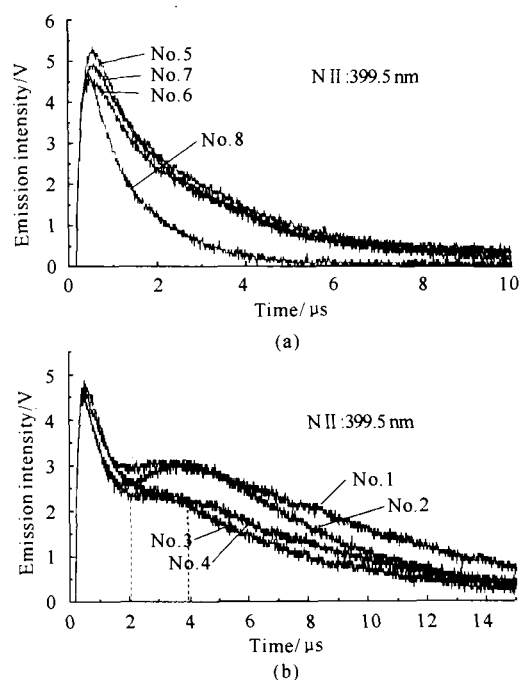 (a)
6
5
4
3
2
1
0
Emission intensity/V
No.5
No.7
No.6
No.8
N II:399.5 nm
0 2 4 6 8 10
Time/ μs
(a)
5
4
3
2
1
0
Emission intensity/V
N II:399.5 nm
No.1
No.2
No.3
No.4
0 2 4 6 8 10 12 14
Time/ μs
(b)